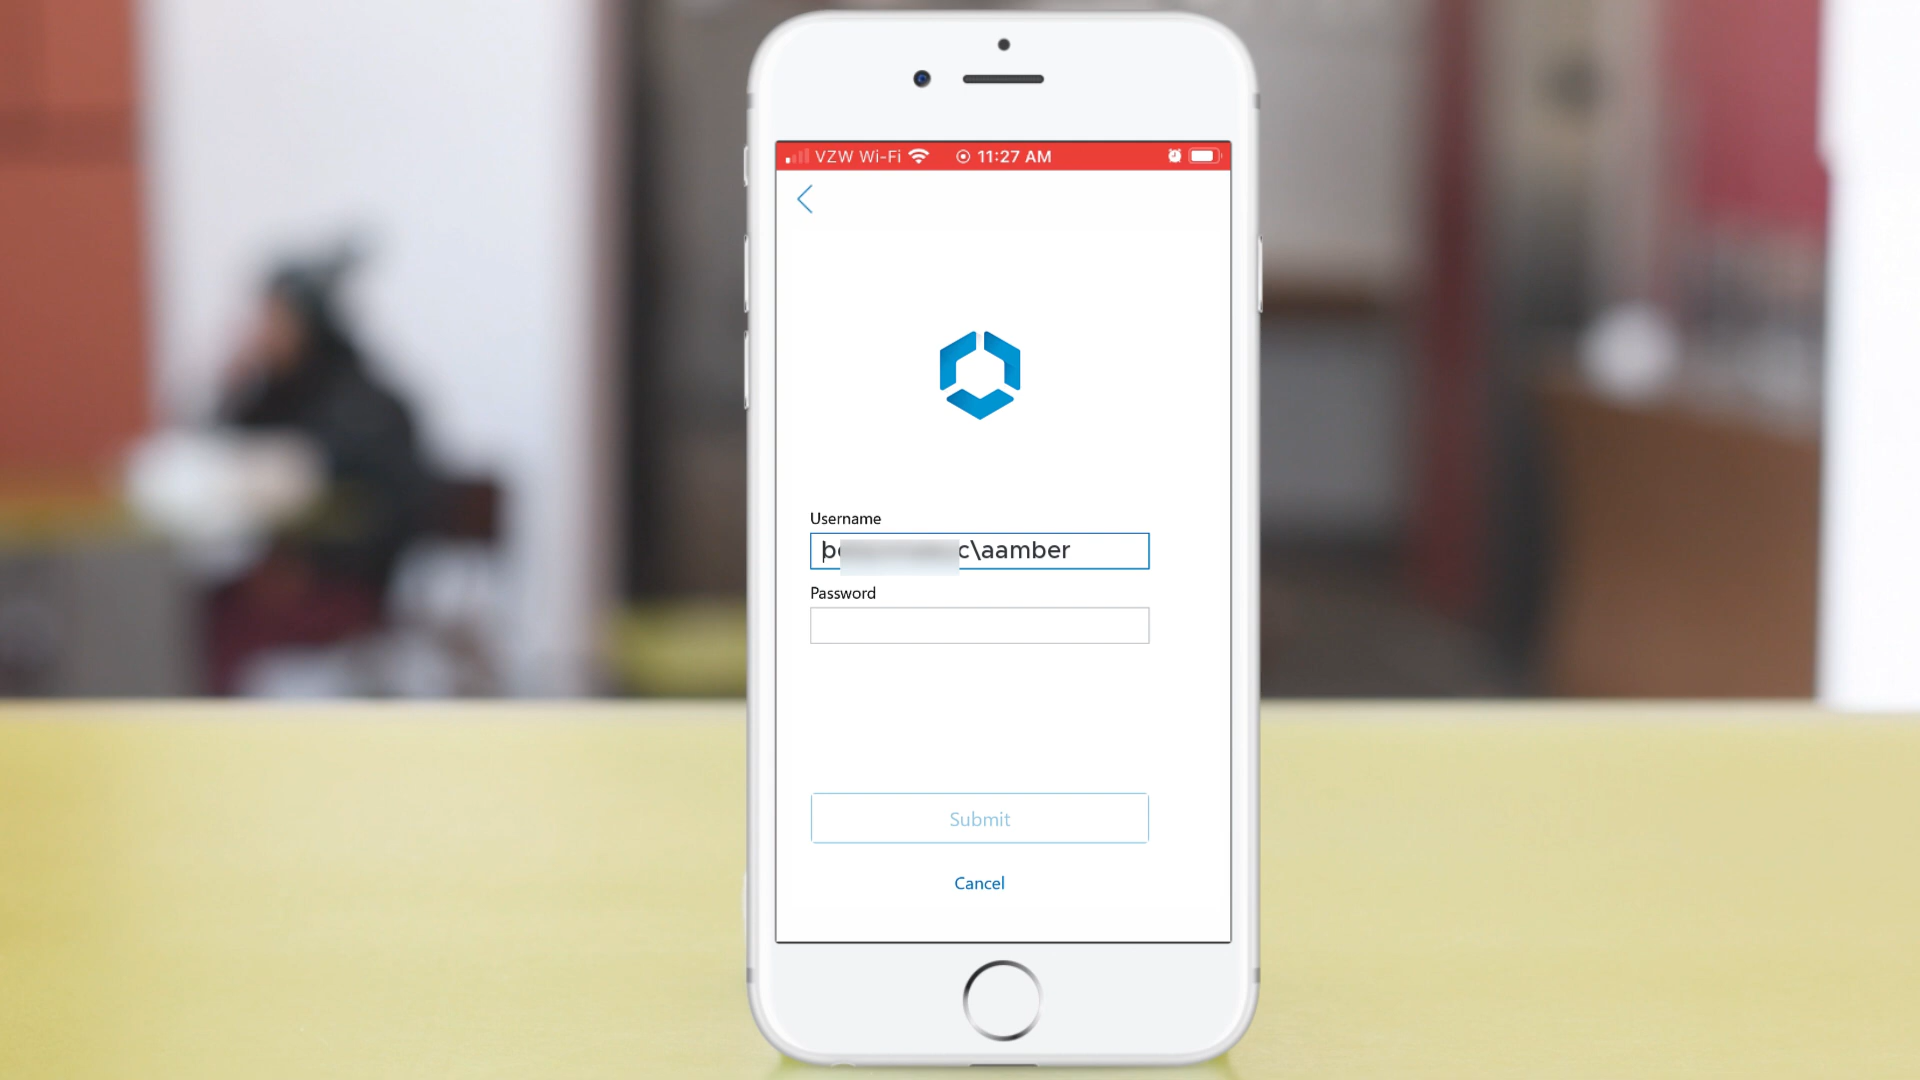 VZW Wi-Fi 11:27 AM
Username
c\aamber
Password
Submit
Cancel